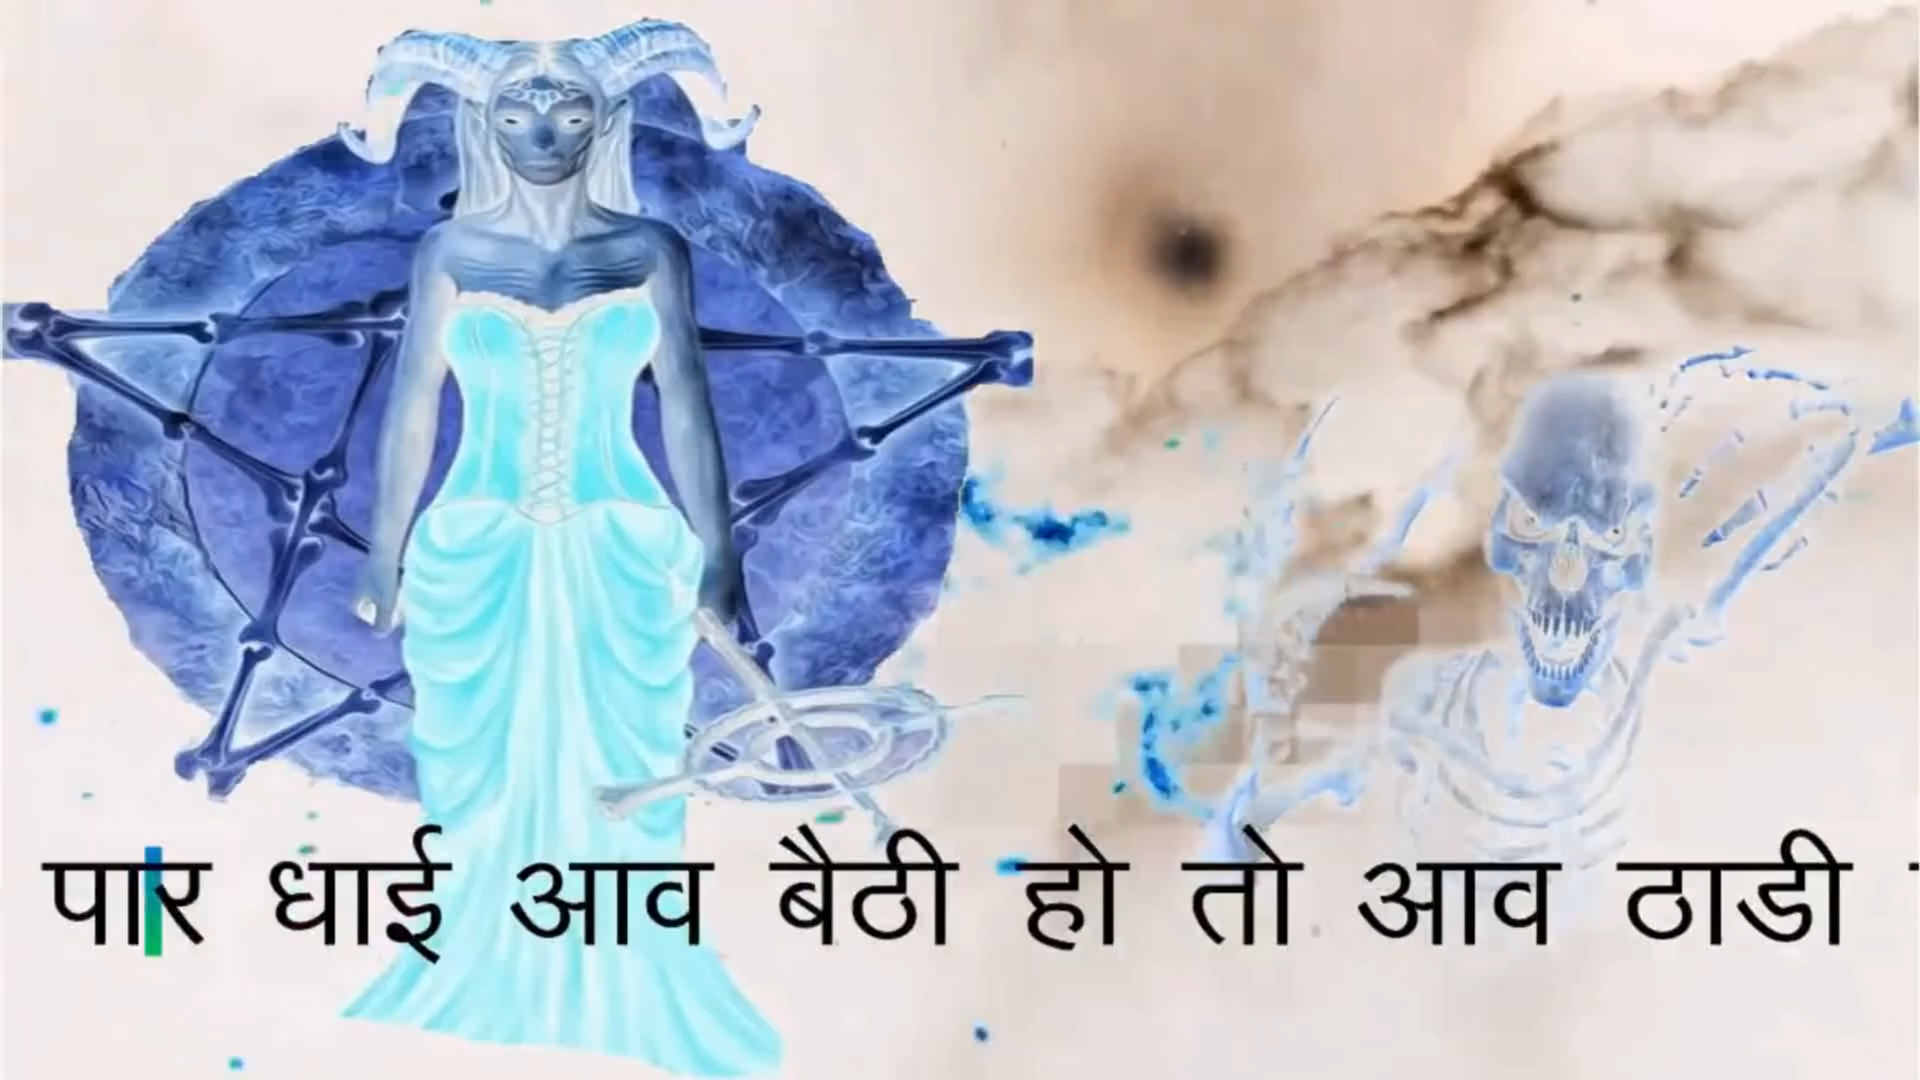 पार धाई आव बैठी हो तो आव ठाडी